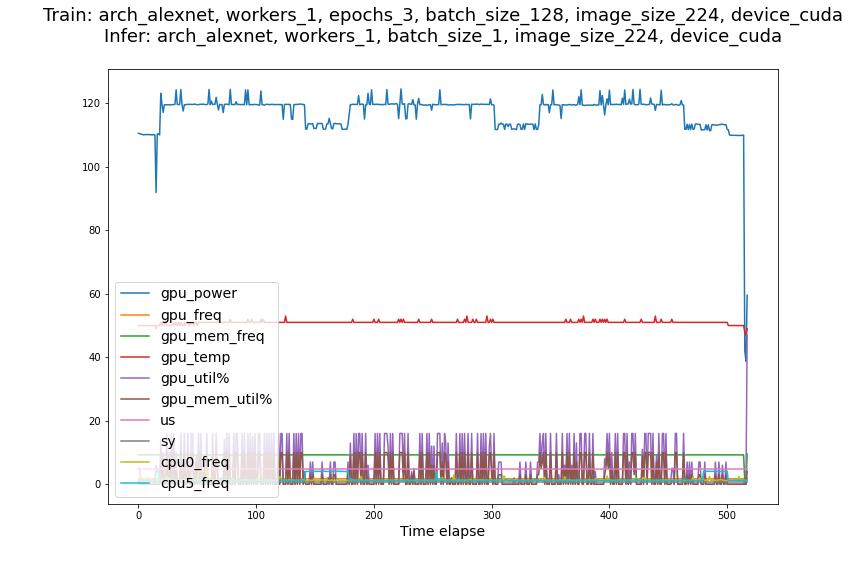 Train: arch_alexnet, workers_1, epochs_3, batch_size_128, image_size_224, device_cuda
Infer: arch_alexnet, workers_1, batch_size_1, image_size_224, device_cuda
120
100
80
60
40
20
0
gpu_power
gpu_freq
gpu_mem_freq
gpu_temp
gpu_util%
gpu_mem_util%
us
sy
cpu0_freq
cpu5_freq
0 100 200 300 400 500
Time elapse